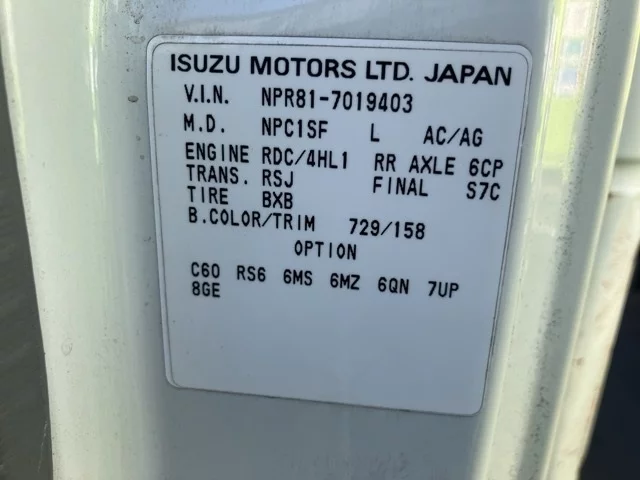 ISUZU MOTORS LTD. JAPAN
V.I.N. NPR81-7019403
M.D. NPC1SF L AC/AG
ENGINE RDC/4HL1 RR AXLE 6CP
TRANS. RSJ FINAL S7C
TIRE BXB
B.COLOR/TRIM 729/158
OPTION
C60 RS6 6MS 6MZ 6QN 7UP
8GE